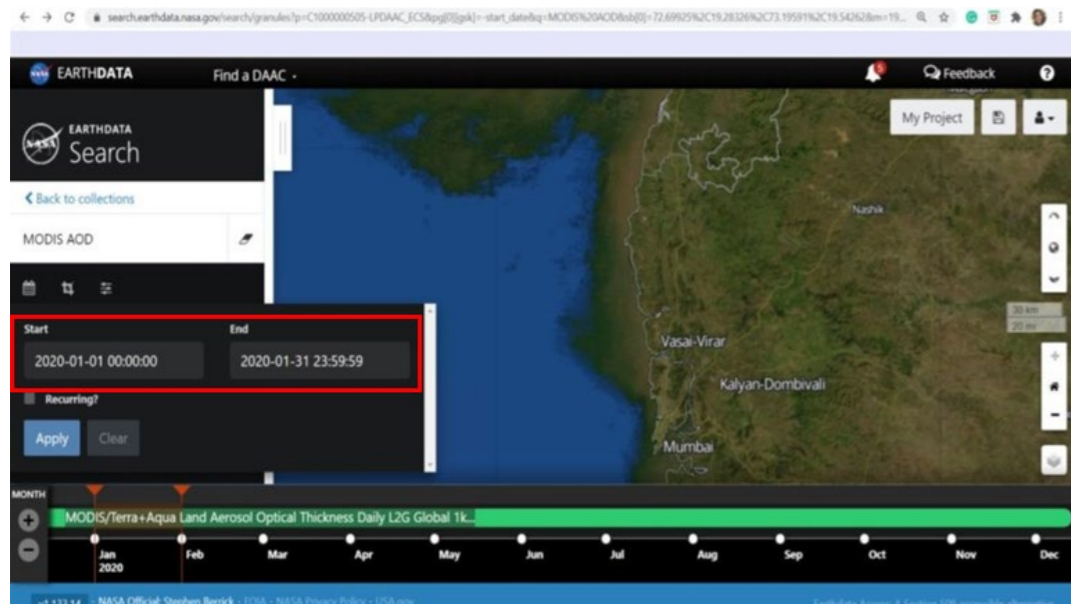 search.earthdata.nasa.gov/search/granules?p=C1000000505-LPDAAC_ECS&pg[0][gsk]=-start_date&q=MODIS%20AOD&sb[0]=72.69925%2C19.28326%2C73.19591%2C19.54262&m=19...
EARTHDATA Find a DAAC
5 Feedback ?
EARTHDATA
Search
My Project
Back to collections
Nashik
MODIS AOD
30 km
20 mi
Start End
2020-01-01 00:00:00 2020-01-31 23:59:59
Vasai-Virar
Recurring?
Kalyan-Dombivali
Apply Clear
Mumbai
MONTH
MODIS/Terra+Aqua Land Aerosol Optical Thickness Daily L2G Global 1k...
Jan Feb Mar Apr May Jun Jul Aug Sep Oct Nov Dec
2020
NASA Official: Stephen Berrick · FOIA · NASA Privacy Policy · USA.gov